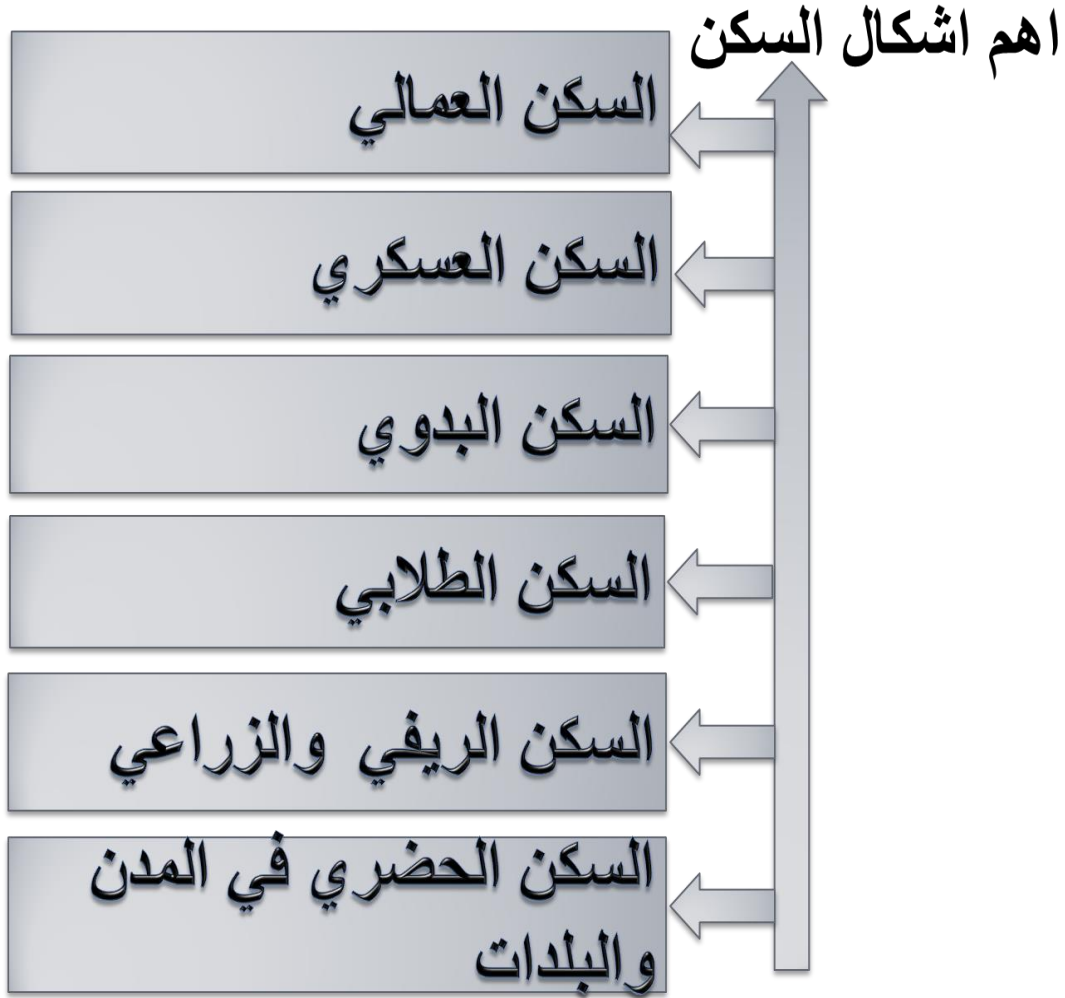 اهم اشكال السكن
السكن العمالي
السكن العسكري
السكن البدوي
السكن الطلابي
السكن الريفي والزراعي
السكن الحضري في المدن
والبلدات